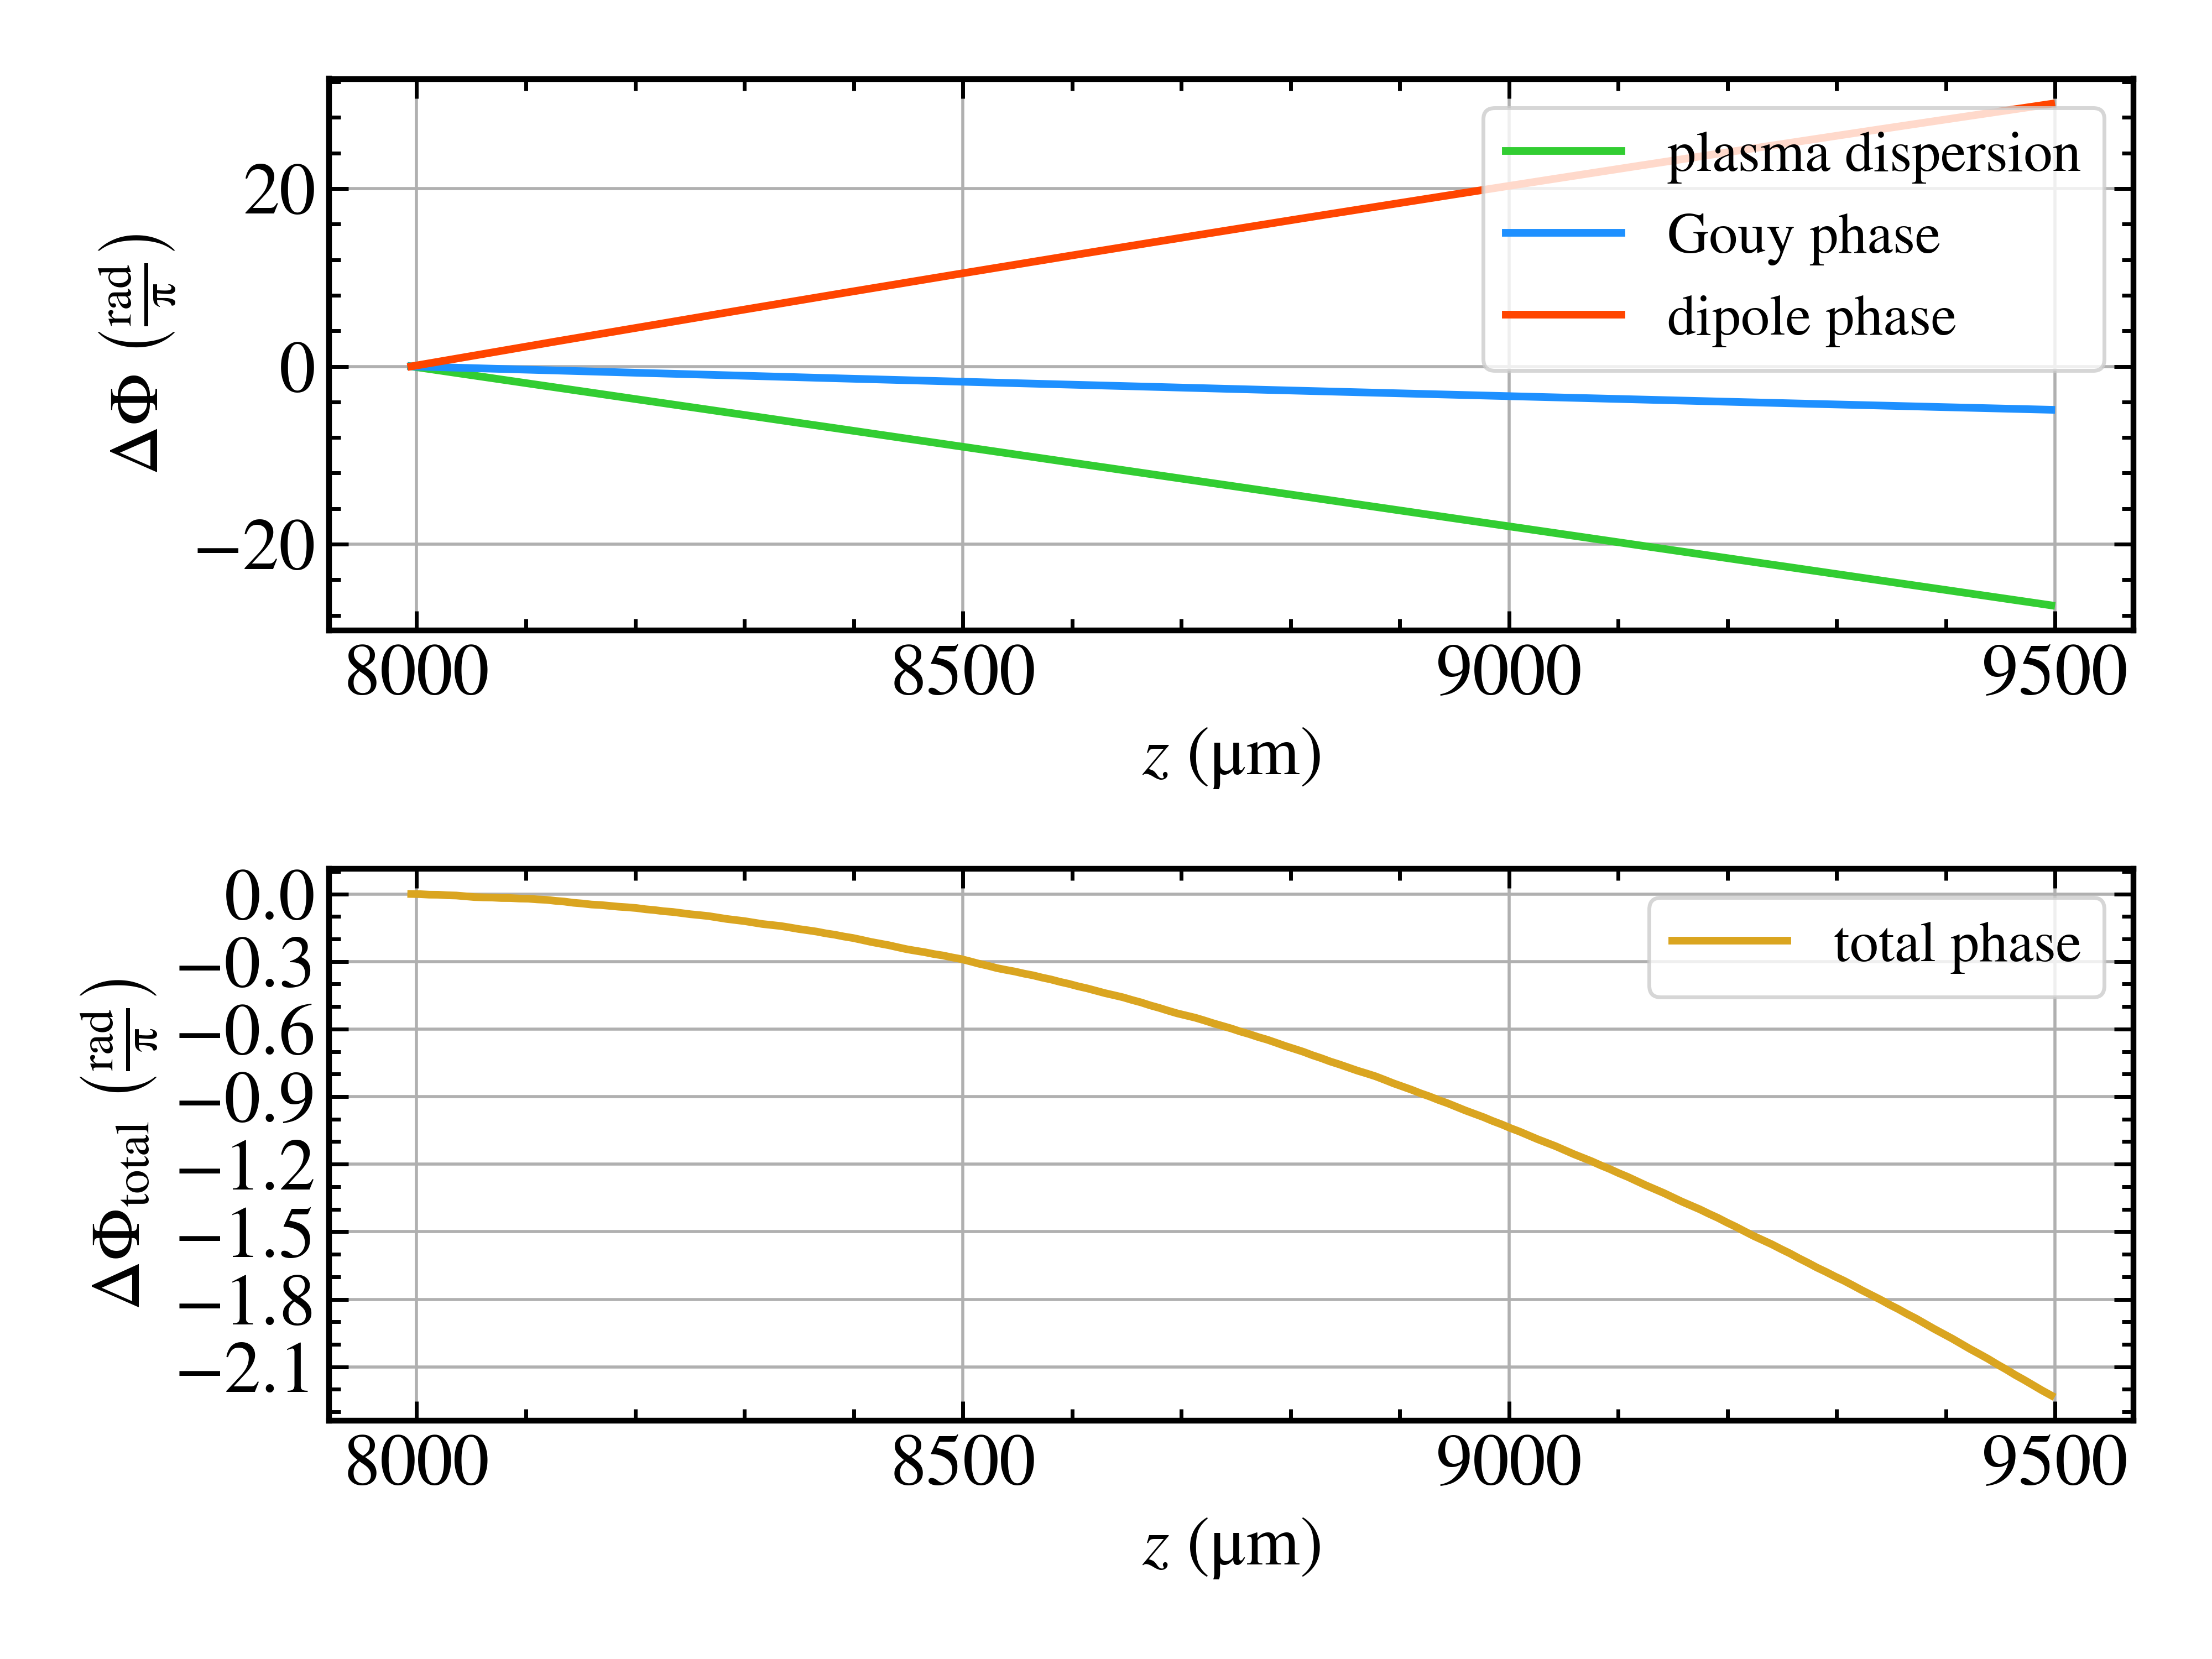 ΔΦ (rad/π)
20
0
−20
plasma dispersion
Gouy phase
dipole phase
8000 8500 9000 9500
z (μm)
ΔΦtotal (rad/π)
0.0
−0.3
−0.6
−0.9
−1.2
−1.5
−1.8
−2.1
total phase
8000 8500 9000 9500
z (μm)